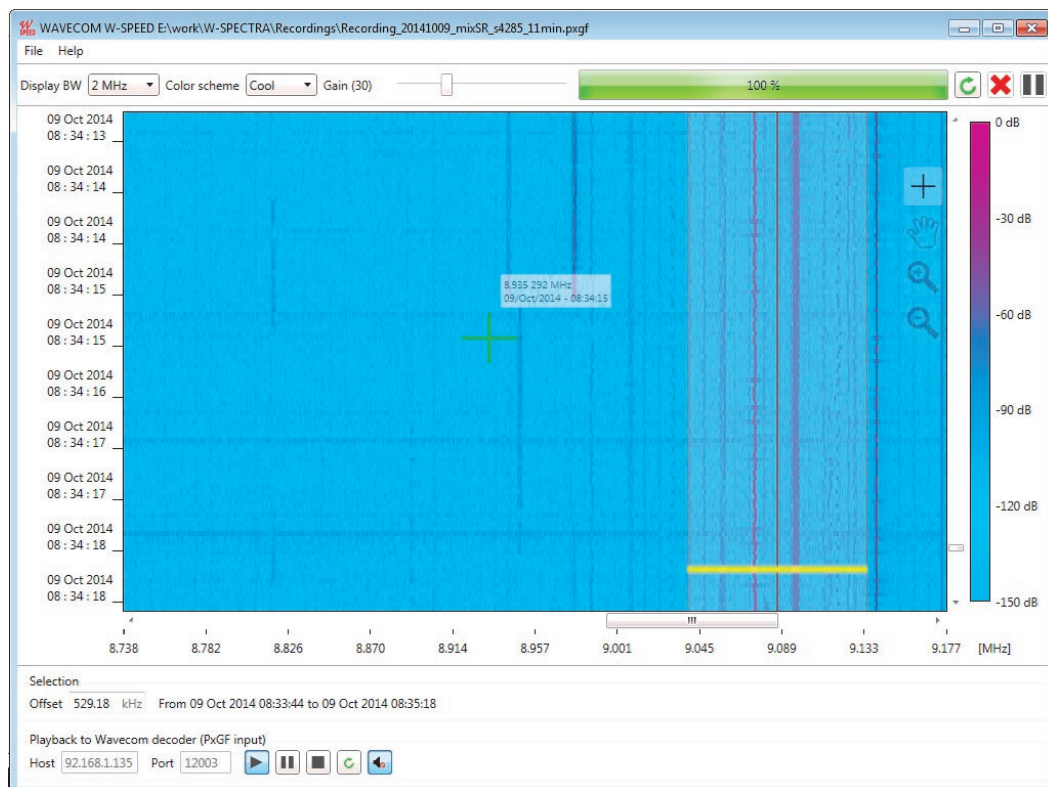 WAVECOM W-SPEED E:\work\W-SPECTRA\Recordings\Recording_20141009_mixSR_s4285_11min.pxgf
File Help
Display BW 2 MHz Color scheme Cool Gain (30) 100 %
09 Oct 2014
08 : 34 : 13
09 Oct 2014
08 : 34 : 14
09 Oct 2014
08 : 34 : 14
09 Oct 2014
08 : 34 : 15
09 Oct 2014
08 : 34 : 15
09 Oct 2014
08 : 34 : 16
09 Oct 2014
08 : 34 : 17
09 Oct 2014
08 : 34 : 17
09 Oct 2014
08 : 34 : 18
09 Oct 2014
08 : 34 : 18
8,935 292 MHz
09/Oct/2014 - 08:34:15
0 dB
-30 dB
-60 dB
-90 dB
-120 dB
-150 dB
8.738 8.782 8.826 8.870 8.914 8.957 9.001 9.045 9.089 9.133 9.177 [MHz]
Selection
Offset 529.18 kHz From 09 Oct 2014 08:33:44 to 09 Oct 2014 08:35:18
Playback to Wavecom decoder (PxGF input)
Host 92.168.1.135 Port 12003